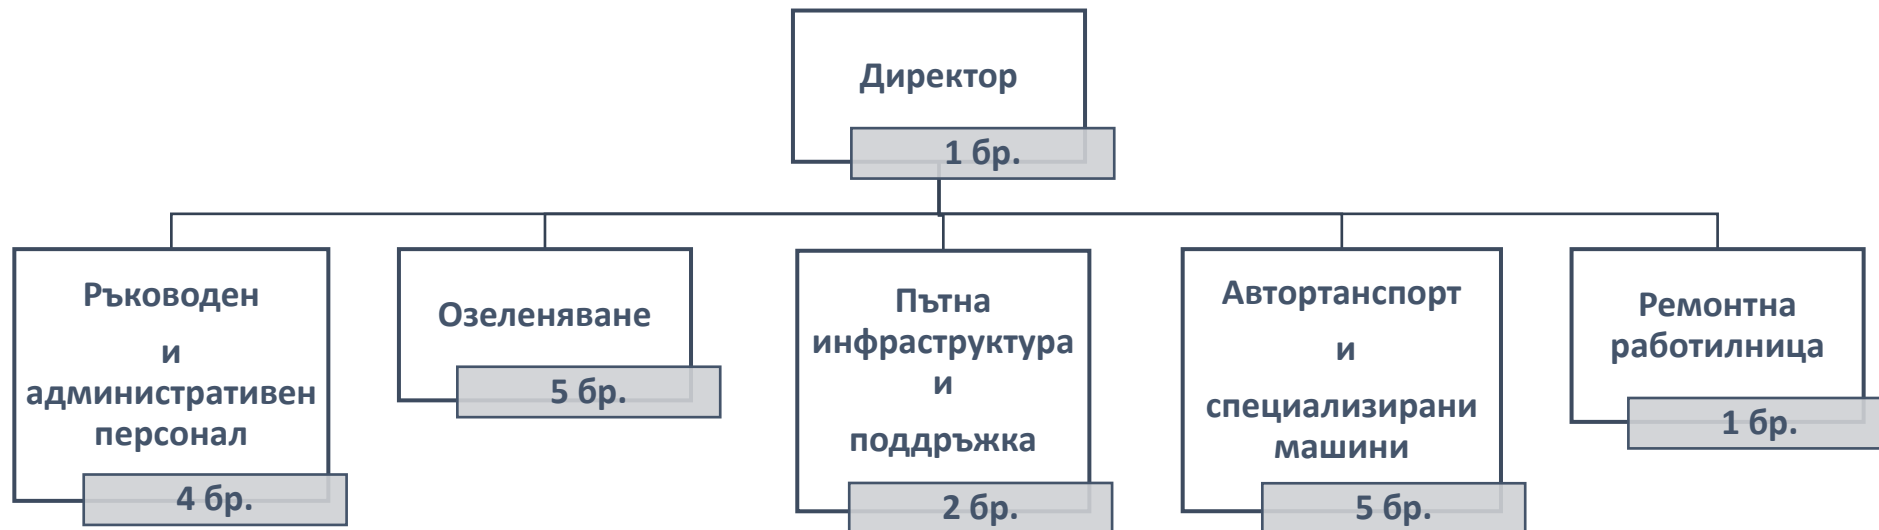 Директор
1 бр.
Ръководен
и
административен
персонал
4 бр.
Озеленяване
5 бр.
Пътна
инфраструктура
и
поддръжка
2 бр.
Автортанспорт
и
специализирани
машини
5 бр.
Ремонтна
работилница
1 бр.